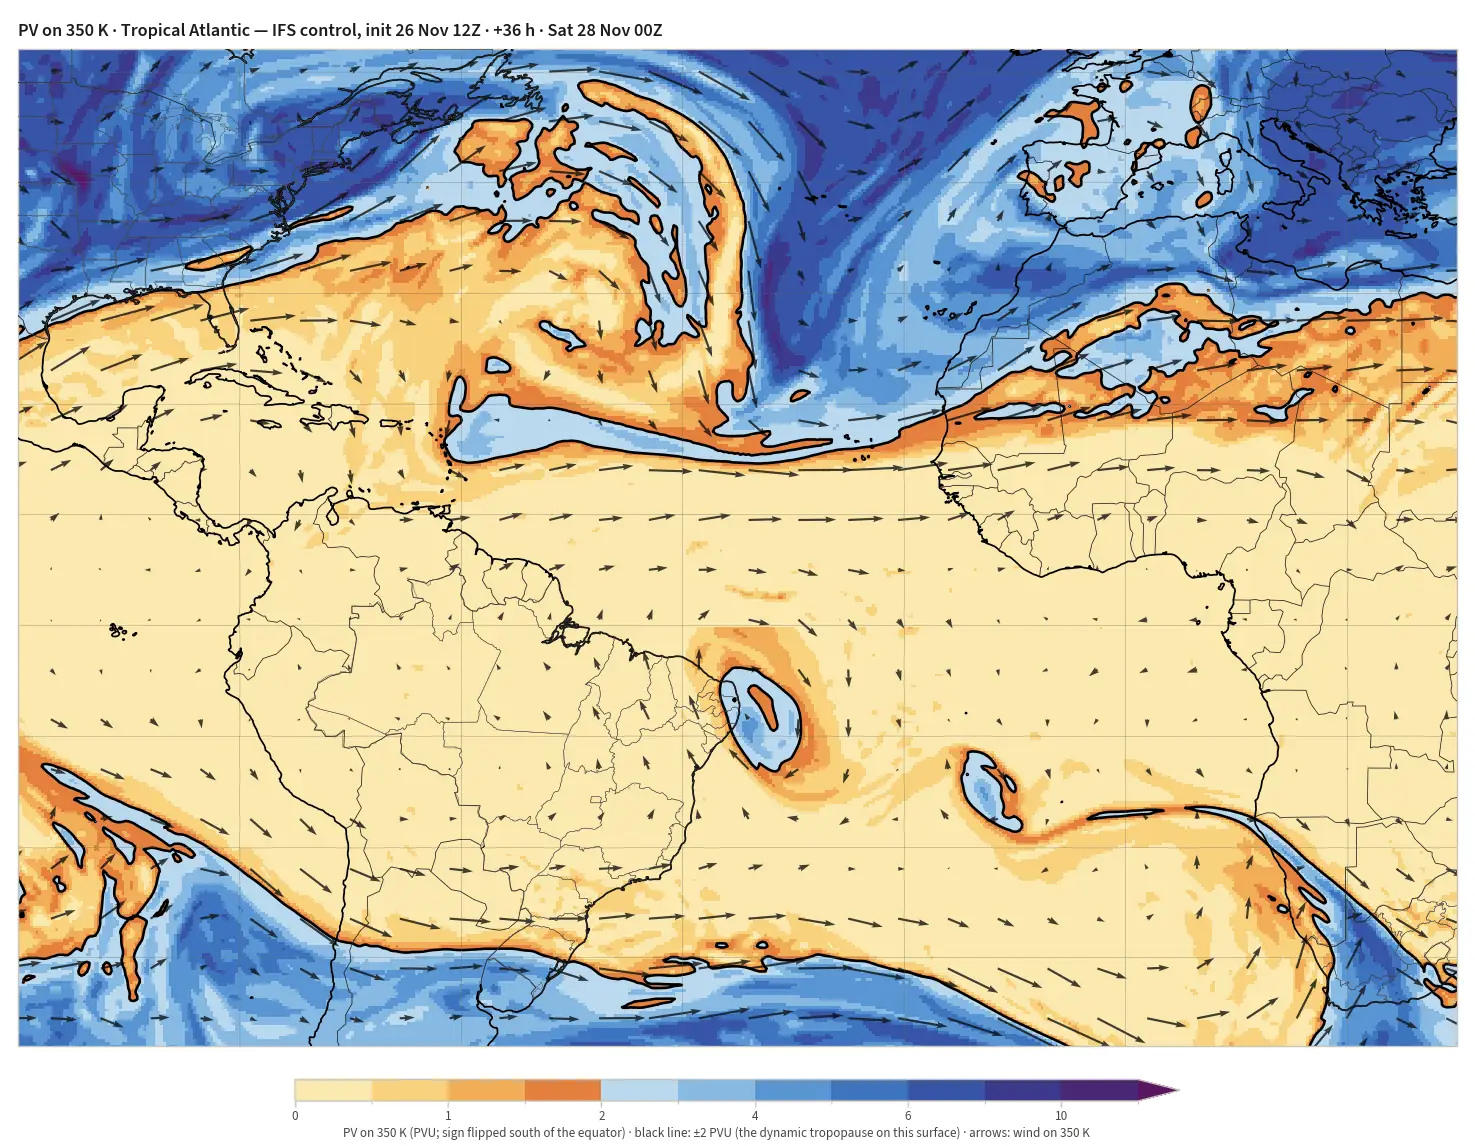 PV on 350 K · Tropical Atlantic — IFS control, init 26 Nov 12Z · +36 h · Sat 28 Nov 00Z
0 1 2 4 6 8 10
PV on 350 K (PVU; sign flipped south of the equator) · black line: ±2 PVU (the dynamic tropopause on this surface) · arrows: wind on 350 K